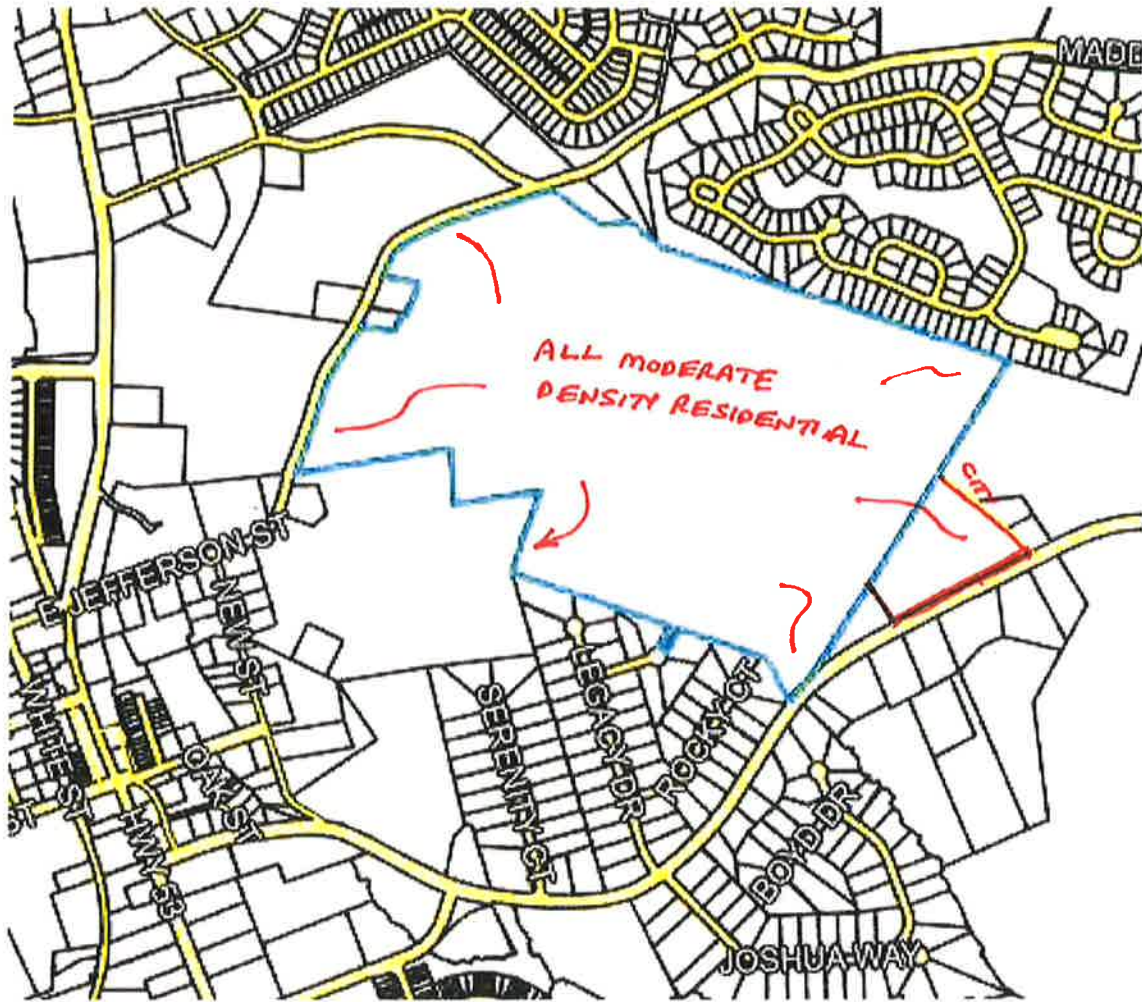 MADD
ALL MODERATE
DENSITY RESIDENTIAL
CITY
E JEFFERSON-ST
NEW-ST
WHITE-ST
OAK-ST
HWY-53
ST
SERENITY-CT
LEGACY-DR
ROCKY-CT
BOYD-DR
JOSHUA-WAY